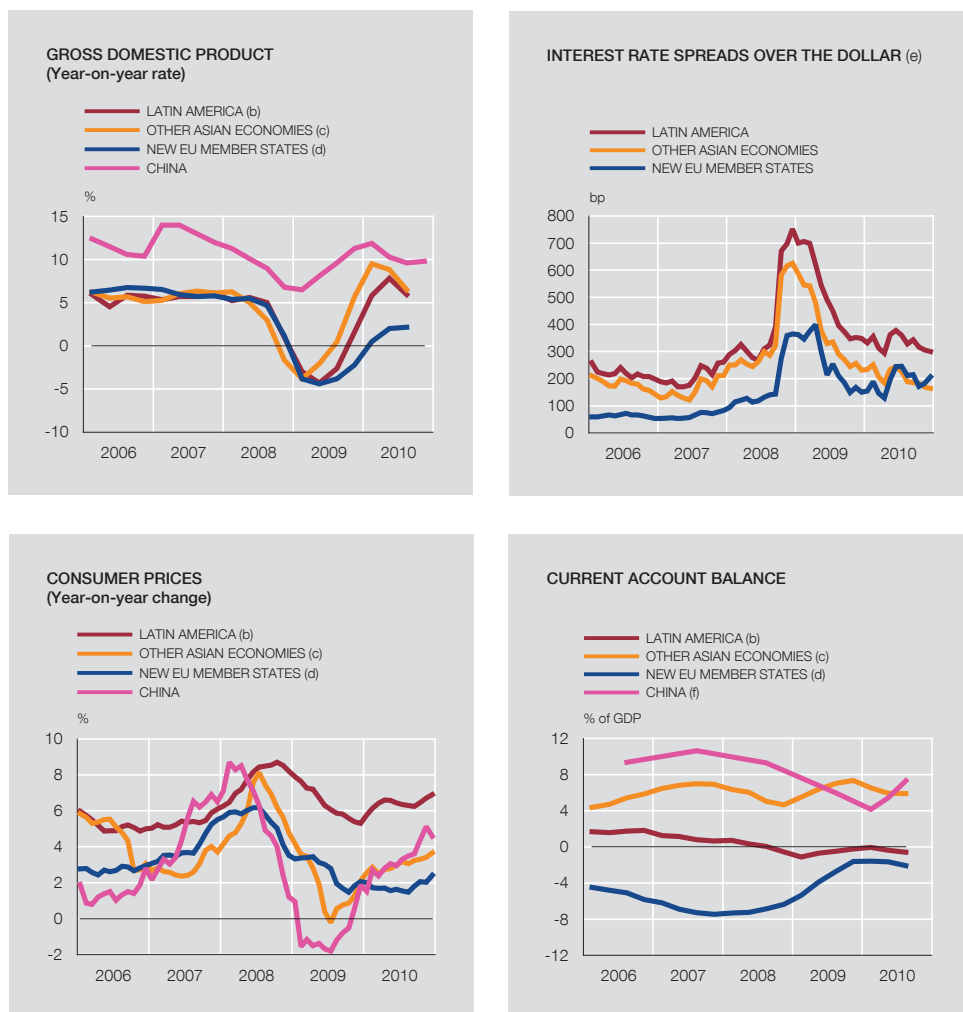 GROSS DOMESTIC PRODUCT
(Year-on-year rate)
LATIN AMERICA (b)
OTHER ASIAN ECONOMIES (c)
NEW EU MEMBER STATES (d)
CHINA
%
15
10
5
0
-5
-10
2006 2007 2008 2009 2010
INTEREST RATE SPREADS OVER THE DOLLAR (e)
LATIN AMERICA
OTHER ASIAN ECONOMIES
NEW EU MEMBER STATES
bp
800
700
600
500
400
300
200
100
0
2006 2007 2008 2009 2010
CONSUMER PRICES
(Year-on-year change)
LATIN AMERICA (b)
OTHER ASIAN ECONOMIES (c)
NEW EU MEMBER STATES (d)
CHINA
%
10
8
6
4
2
0
-2
2006 2007 2008 2009 2010
CURRENT ACCOUNT BALANCE
LATIN AMERICA (b)
OTHER ASIAN ECONOMIES (c)
NEW EU MEMBER STATES (d)
CHINA (f)
% of GDP
12
8
4
0
-4
-8
-12
2006 2007 2008 2009 2010